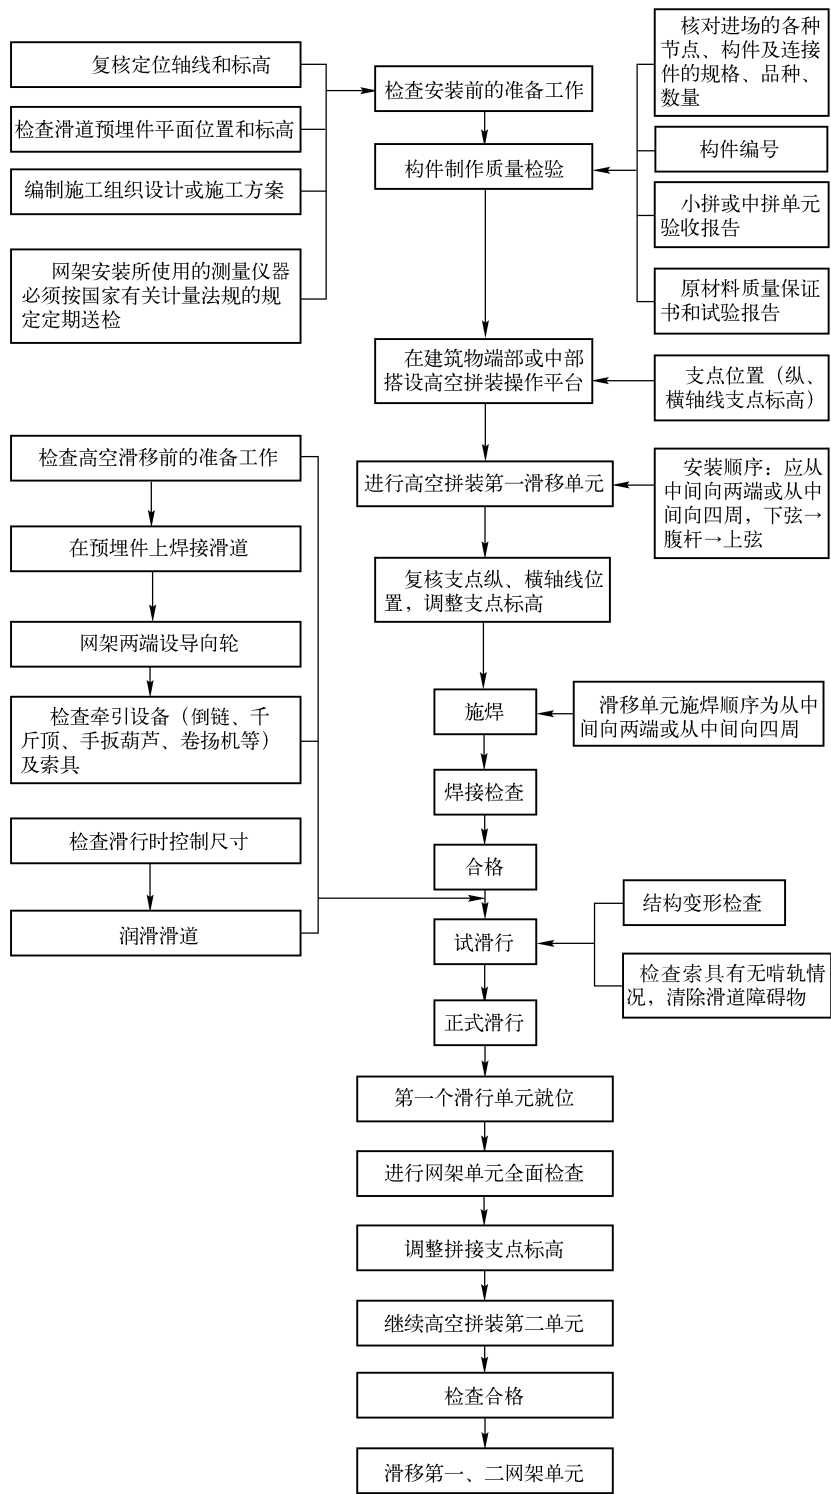 复核定位轴线和标高
检查滑道预埋件平面位置和标高
编制施工组织设计或施工方案
网架安装所使用的测量仪器
必须按国家有关计量法规的规
定定期送检
检查安装前的准备工作
构件制作质量检验
核对进场的各种
节点、构件及连接
件的规格、品种、
数量
构件编号
小拼或中拼单元
验收报告
原材料质量保证
书和试验报告
在建筑物端部或中部
搭设高空拼装操作平台
支点位置（纵、
横轴线支点标高）
进行高空拼装第一滑移单元
安装顺序：应从
中间向两端或从中
间向四周，下弦→
腹杆→上弦
检查高空滑移前的准备工作
在预埋件上焊接滑道
网架两端设导向轮
检查牵引设备（倒链、千
斤顶、手扳葫芦、卷扬机等）
及索具
检查滑行时控制尺寸
润滑滑道
复核支点纵、横轴线位
置，调整支点标高
施焊
滑移单元施焊顺序为从中
间向两端或从中间向四周
焊接检查
合格
试滑行
结构变形检查
检查索具有无啃轨情
况，清除滑道障碍物
正式滑行
第一个滑行单元就位
进行网架单元全面检查
调整拼接支点标高
继续高空拼装第二单元
检查合格
滑移第一、二网架单元